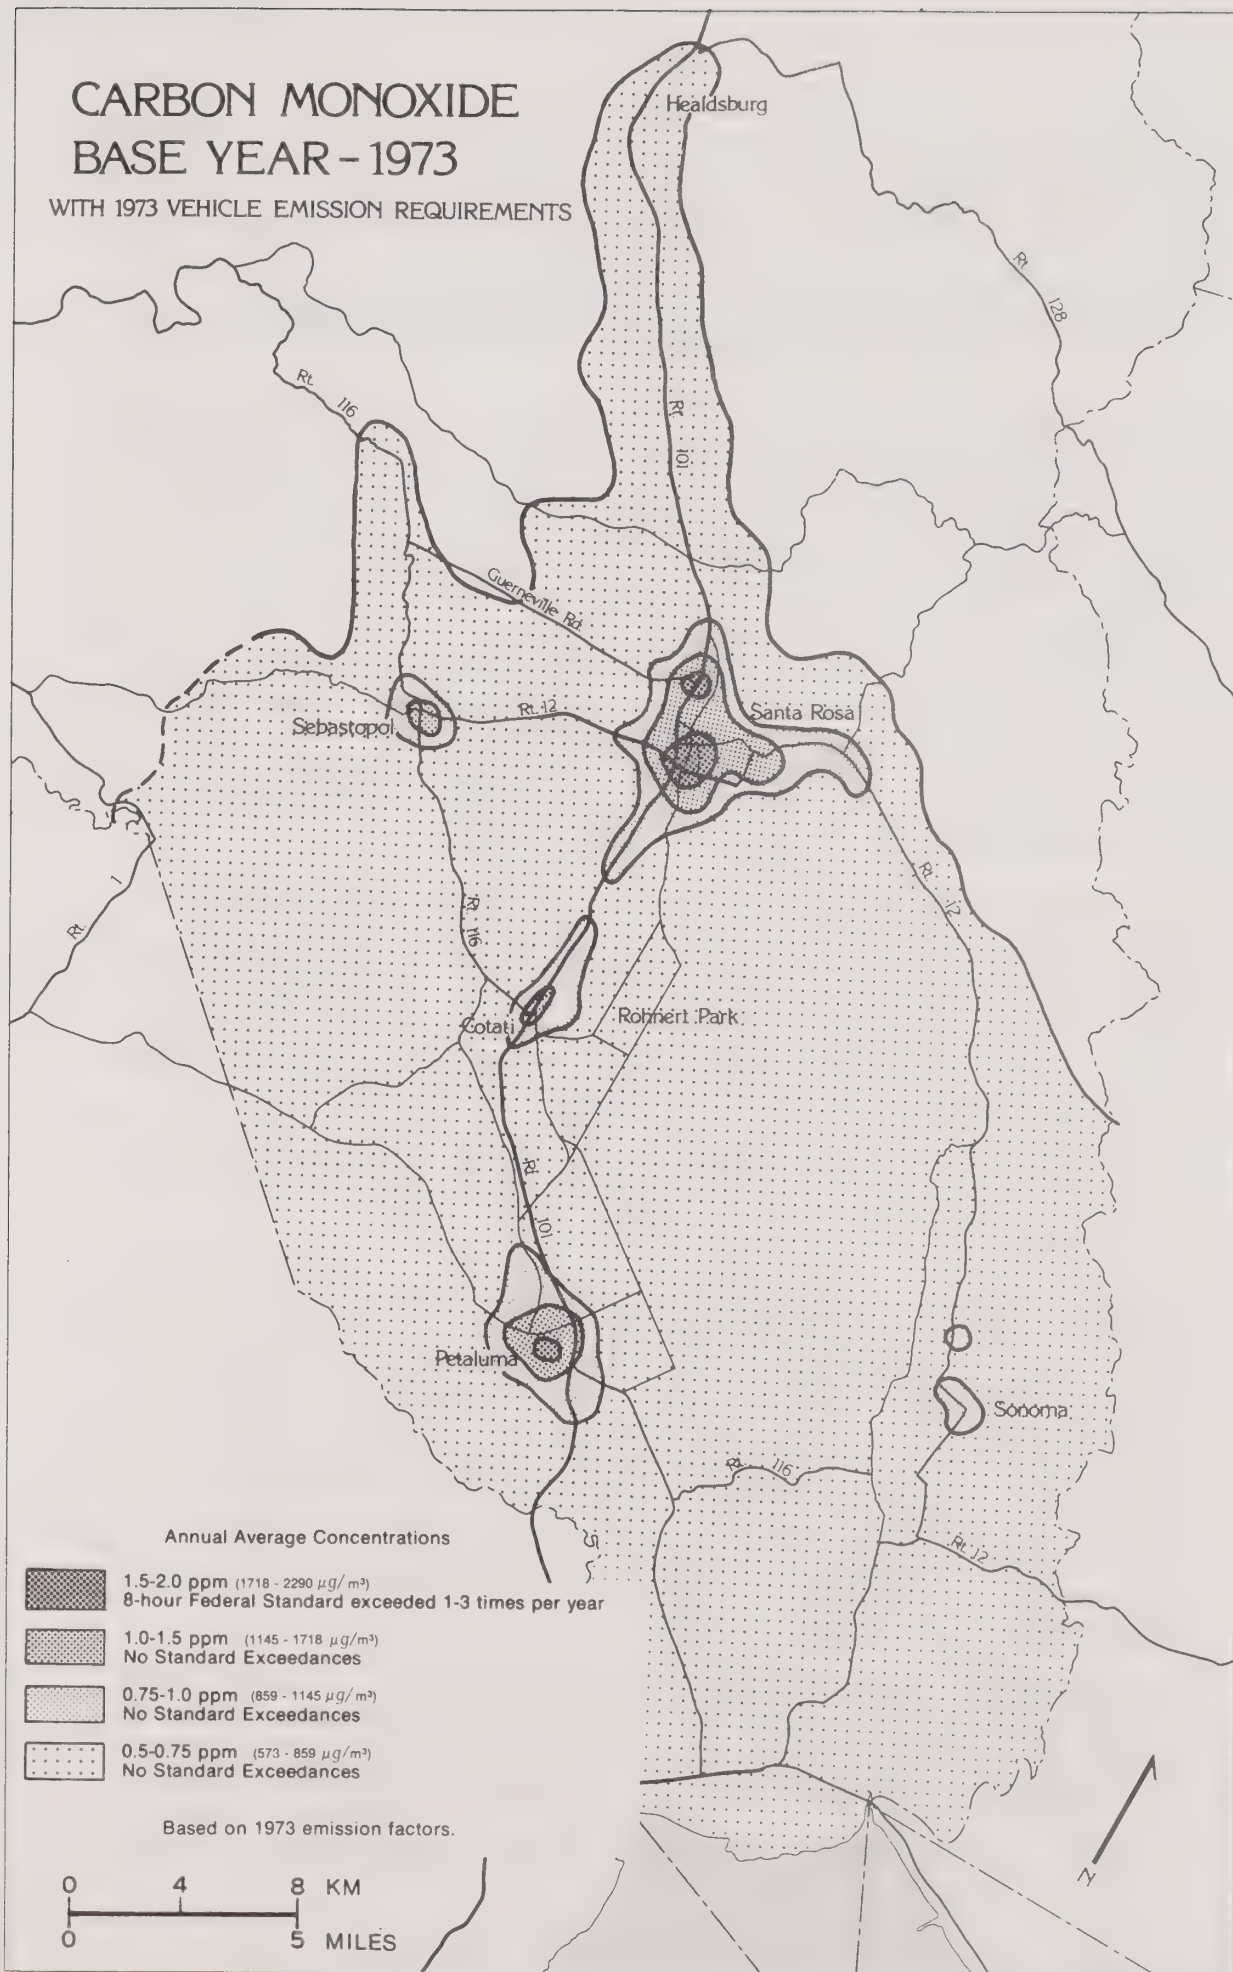 CARBON MONOXIDE
BASE YEAR – 1973
WITH 1973 VEHICLE EMISSION REQUIREMENTS
Healdsburg
Rt 128
Rt. 116
Rt. 101
Guerneville Rd.
Santa Rosa
Rt. 12
Sebastopol
Rt. 12
Rt. 1
Rt. 116
Cotati
Rohnert Park
Rt. 101
Petaluma
Sonoma
Rt. 116
Rt. 12
Annual Average Concentrations
1.5-2.0 ppm (1718 - 2290 µg/m³)
8-hour Federal Standard exceeded 1-3 times per year
1.0-1.5 ppm (1145 - 1718 µg/m³)
No Standard Exceedances
0.75-1.0 ppm (859 - 1145 µg/m³)
No Standard Exceedances
0.5-0.75 ppm (573 - 859 µg/m³)
No Standard Exceedances
Based on 1973 emission factors.
0 4 8 KM
0 5 MILES
N